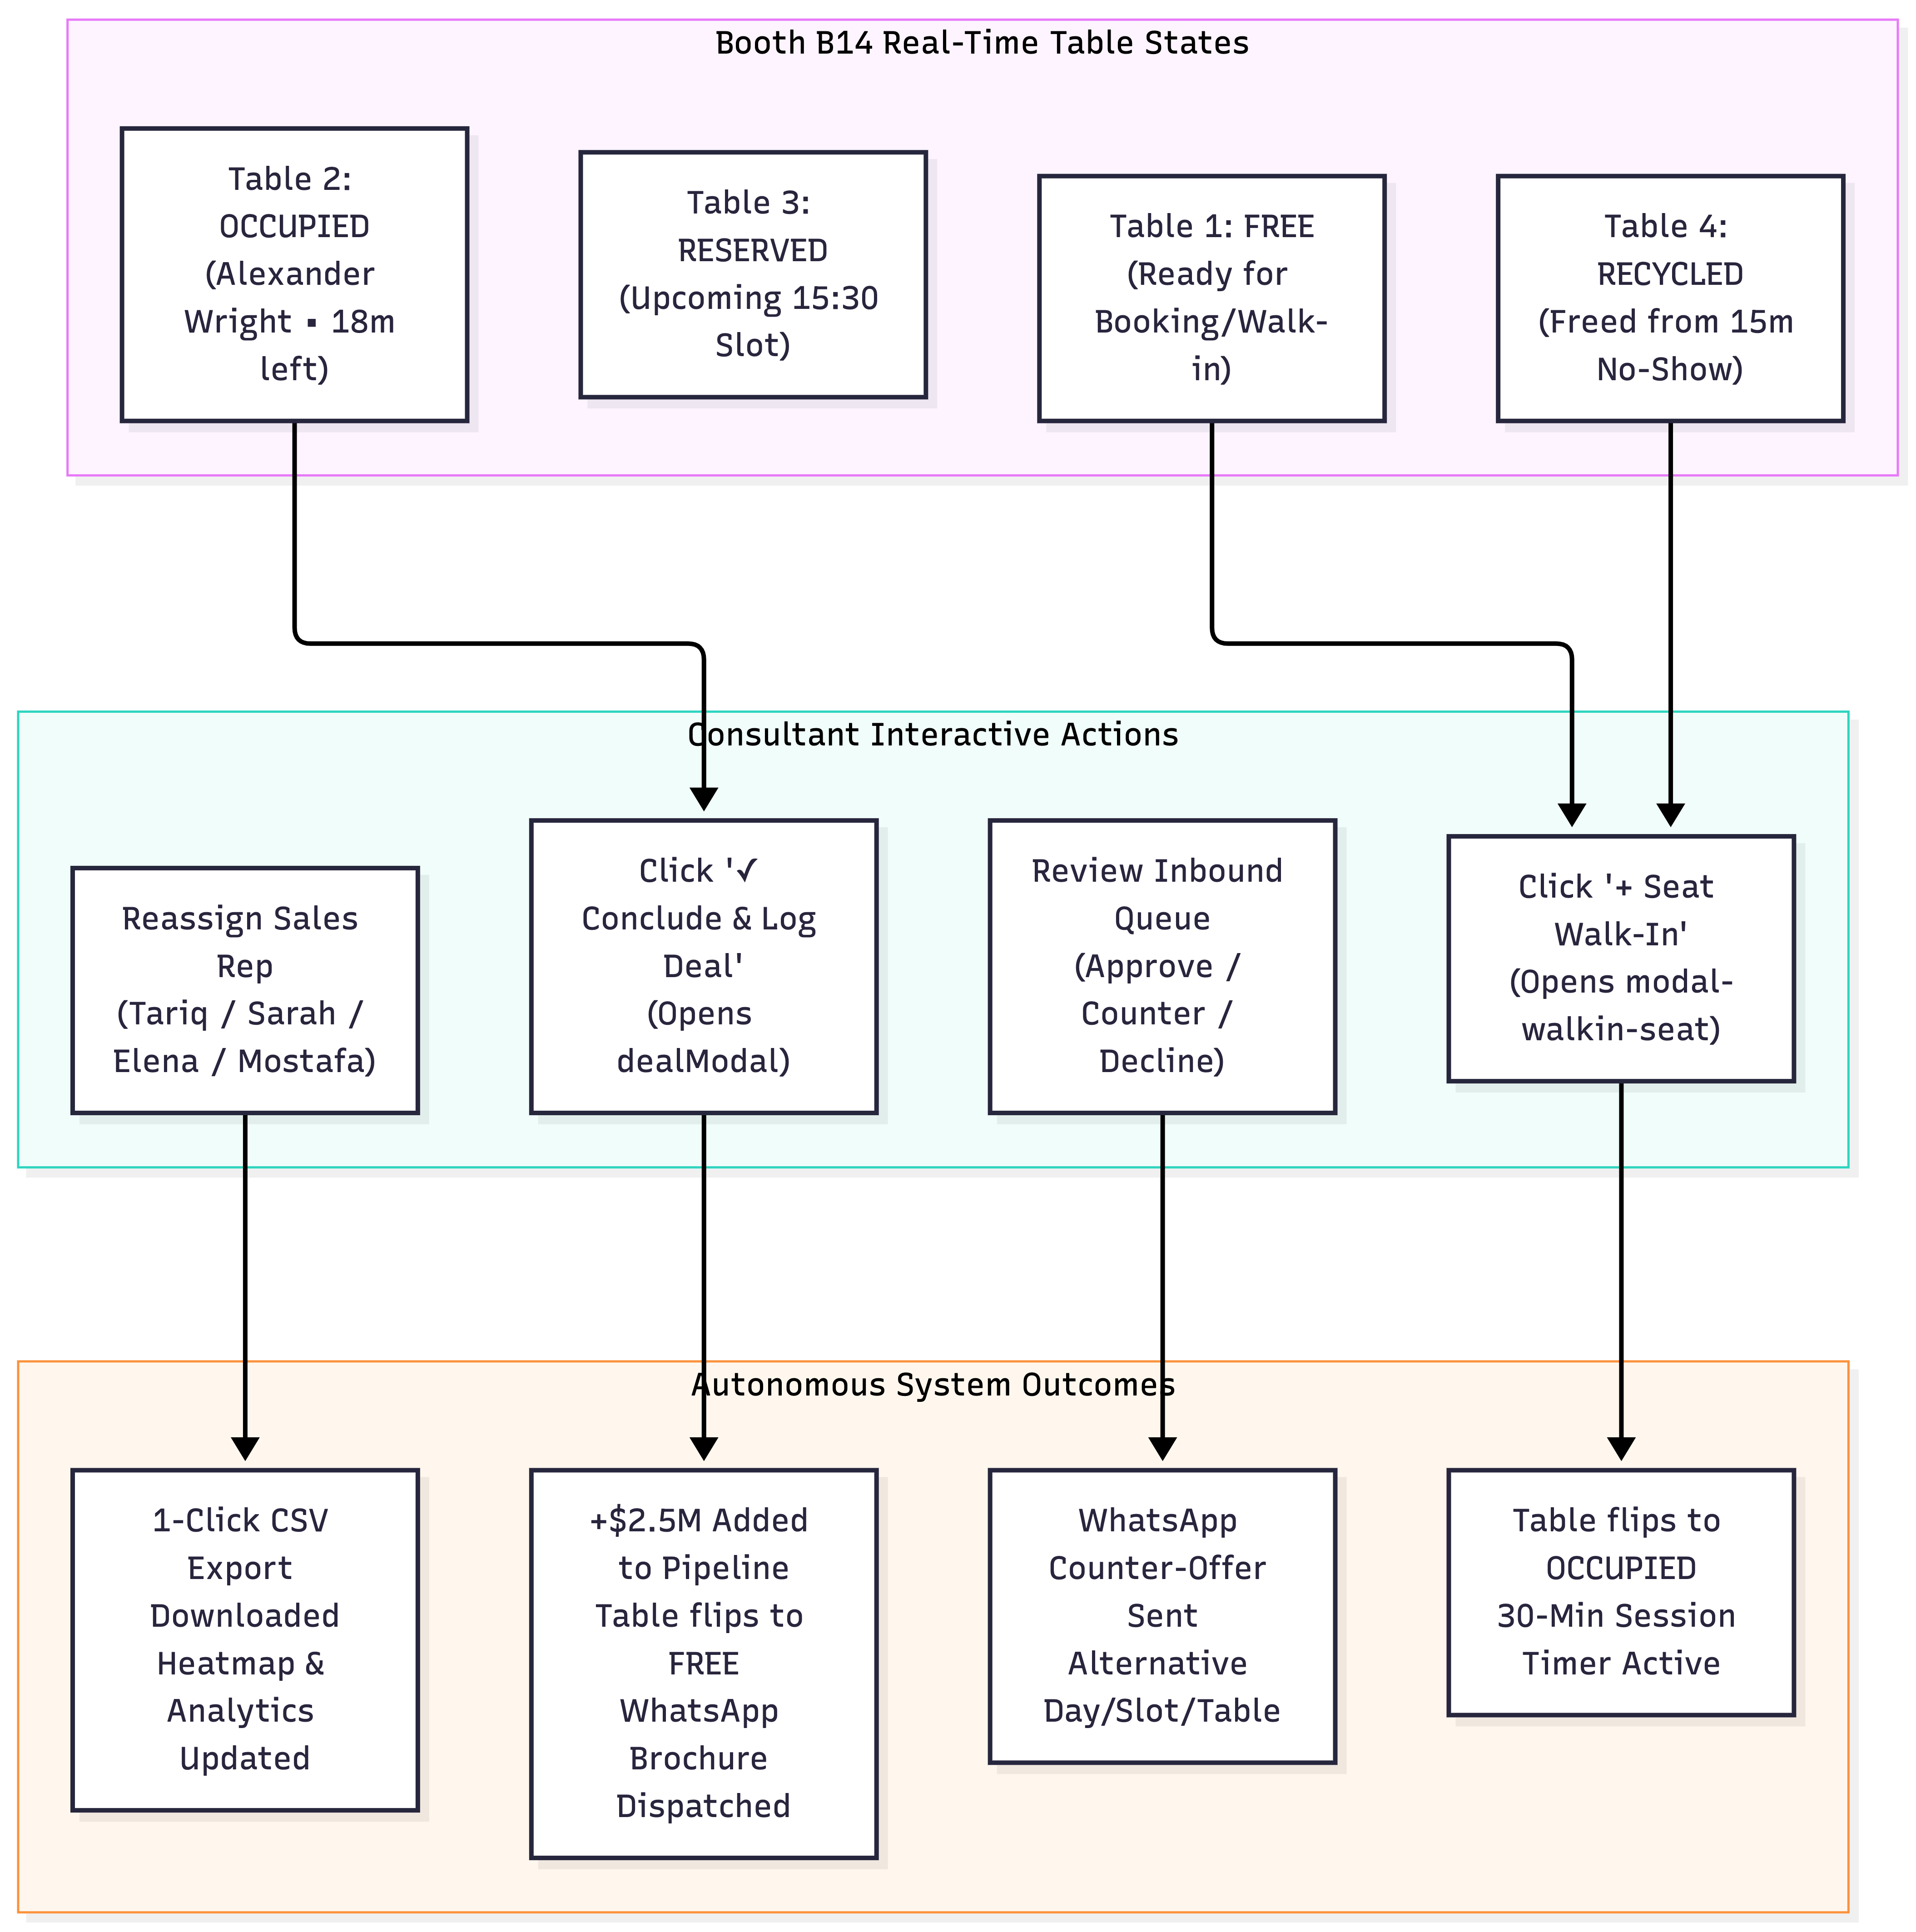 Booth B14 Real-Time Table States
Table 2:
OCCUPIED
(Alexander
Wright ▪ 18m
left)
Table 3:
RESERVED
(Upcoming 15:30
Slot)
Table 1: FREE
(Ready for
Booking/Walk-
in)
Table 4:
RECYCLED
(Freed from 15m
No-Show)
Consultant Interactive Actions
Reassign Sales
Rep
(Tariq / Sarah /
Elena / Mostafa)
Click '✓
Conclude & Log
Deal'
(Opens
dealModal)
Review Inbound
Queue
(Approve /
Counter /
Decline)
Click '+ Seat
Walk-In'
(Opens modal-
walkin-seat)
Autonomous System Outcomes
1-Click CSV
Export
Downloaded
Heatmap &
Analytics
Updated
+$2.5M Added
to Pipeline
Table flips to
FREE
WhatsApp
Brochure
Dispatched
WhatsApp
Counter-Offer
Sent
Alternative
Day/Slot/Table
Table flips to
OCCUPIED
30-Min Session
Timer Active